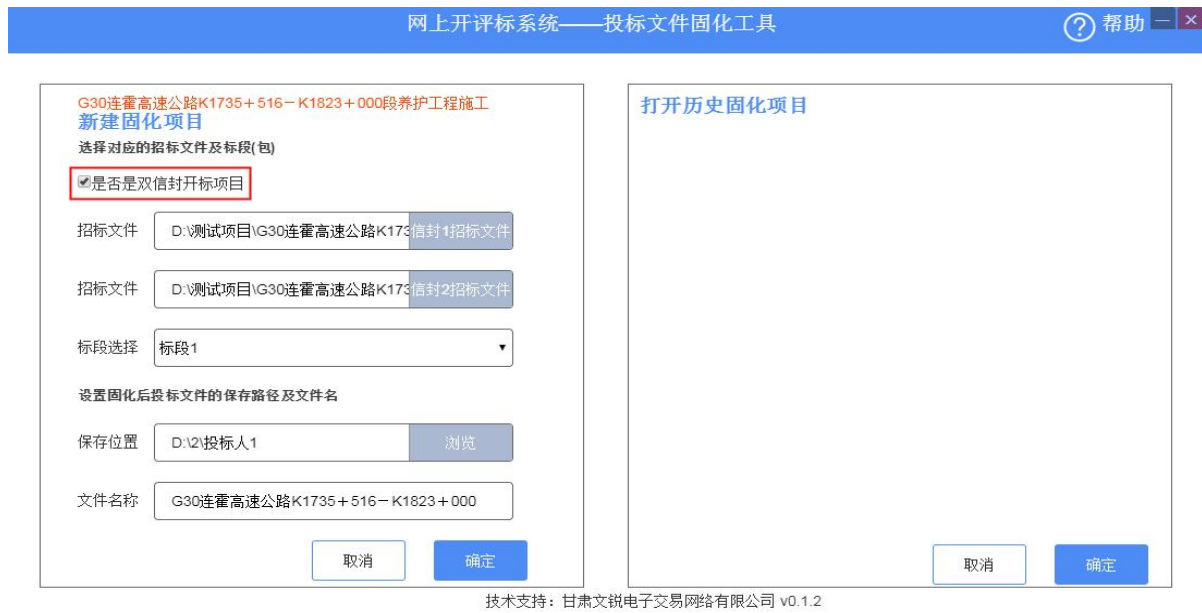 网上开评标系统——投标文件固化工具
? 帮助
G30连霍高速公路K1735+516-K1823+000段养护工程施工
新建固化项目
选择对应的招标文件及标段(包)
是否是双信封开标项目
招标文件 D:\测试项目\G30连霍高速公路K173 信封1招标文件
招标文件 D:\测试项目\G30连霍高速公路K173 信封2招标文件
标段选择 标段1
设置固化后投标文件的保存路径及文件名
保存位置 D:\2\投标人1 浏览
文件名称 G30连霍高速公路K1735+516-K1823+000
取消 确定
打开历史固化项目
取消 确定
技术支持：甘肃文锐电子交易网络有限公司 v0.1.2